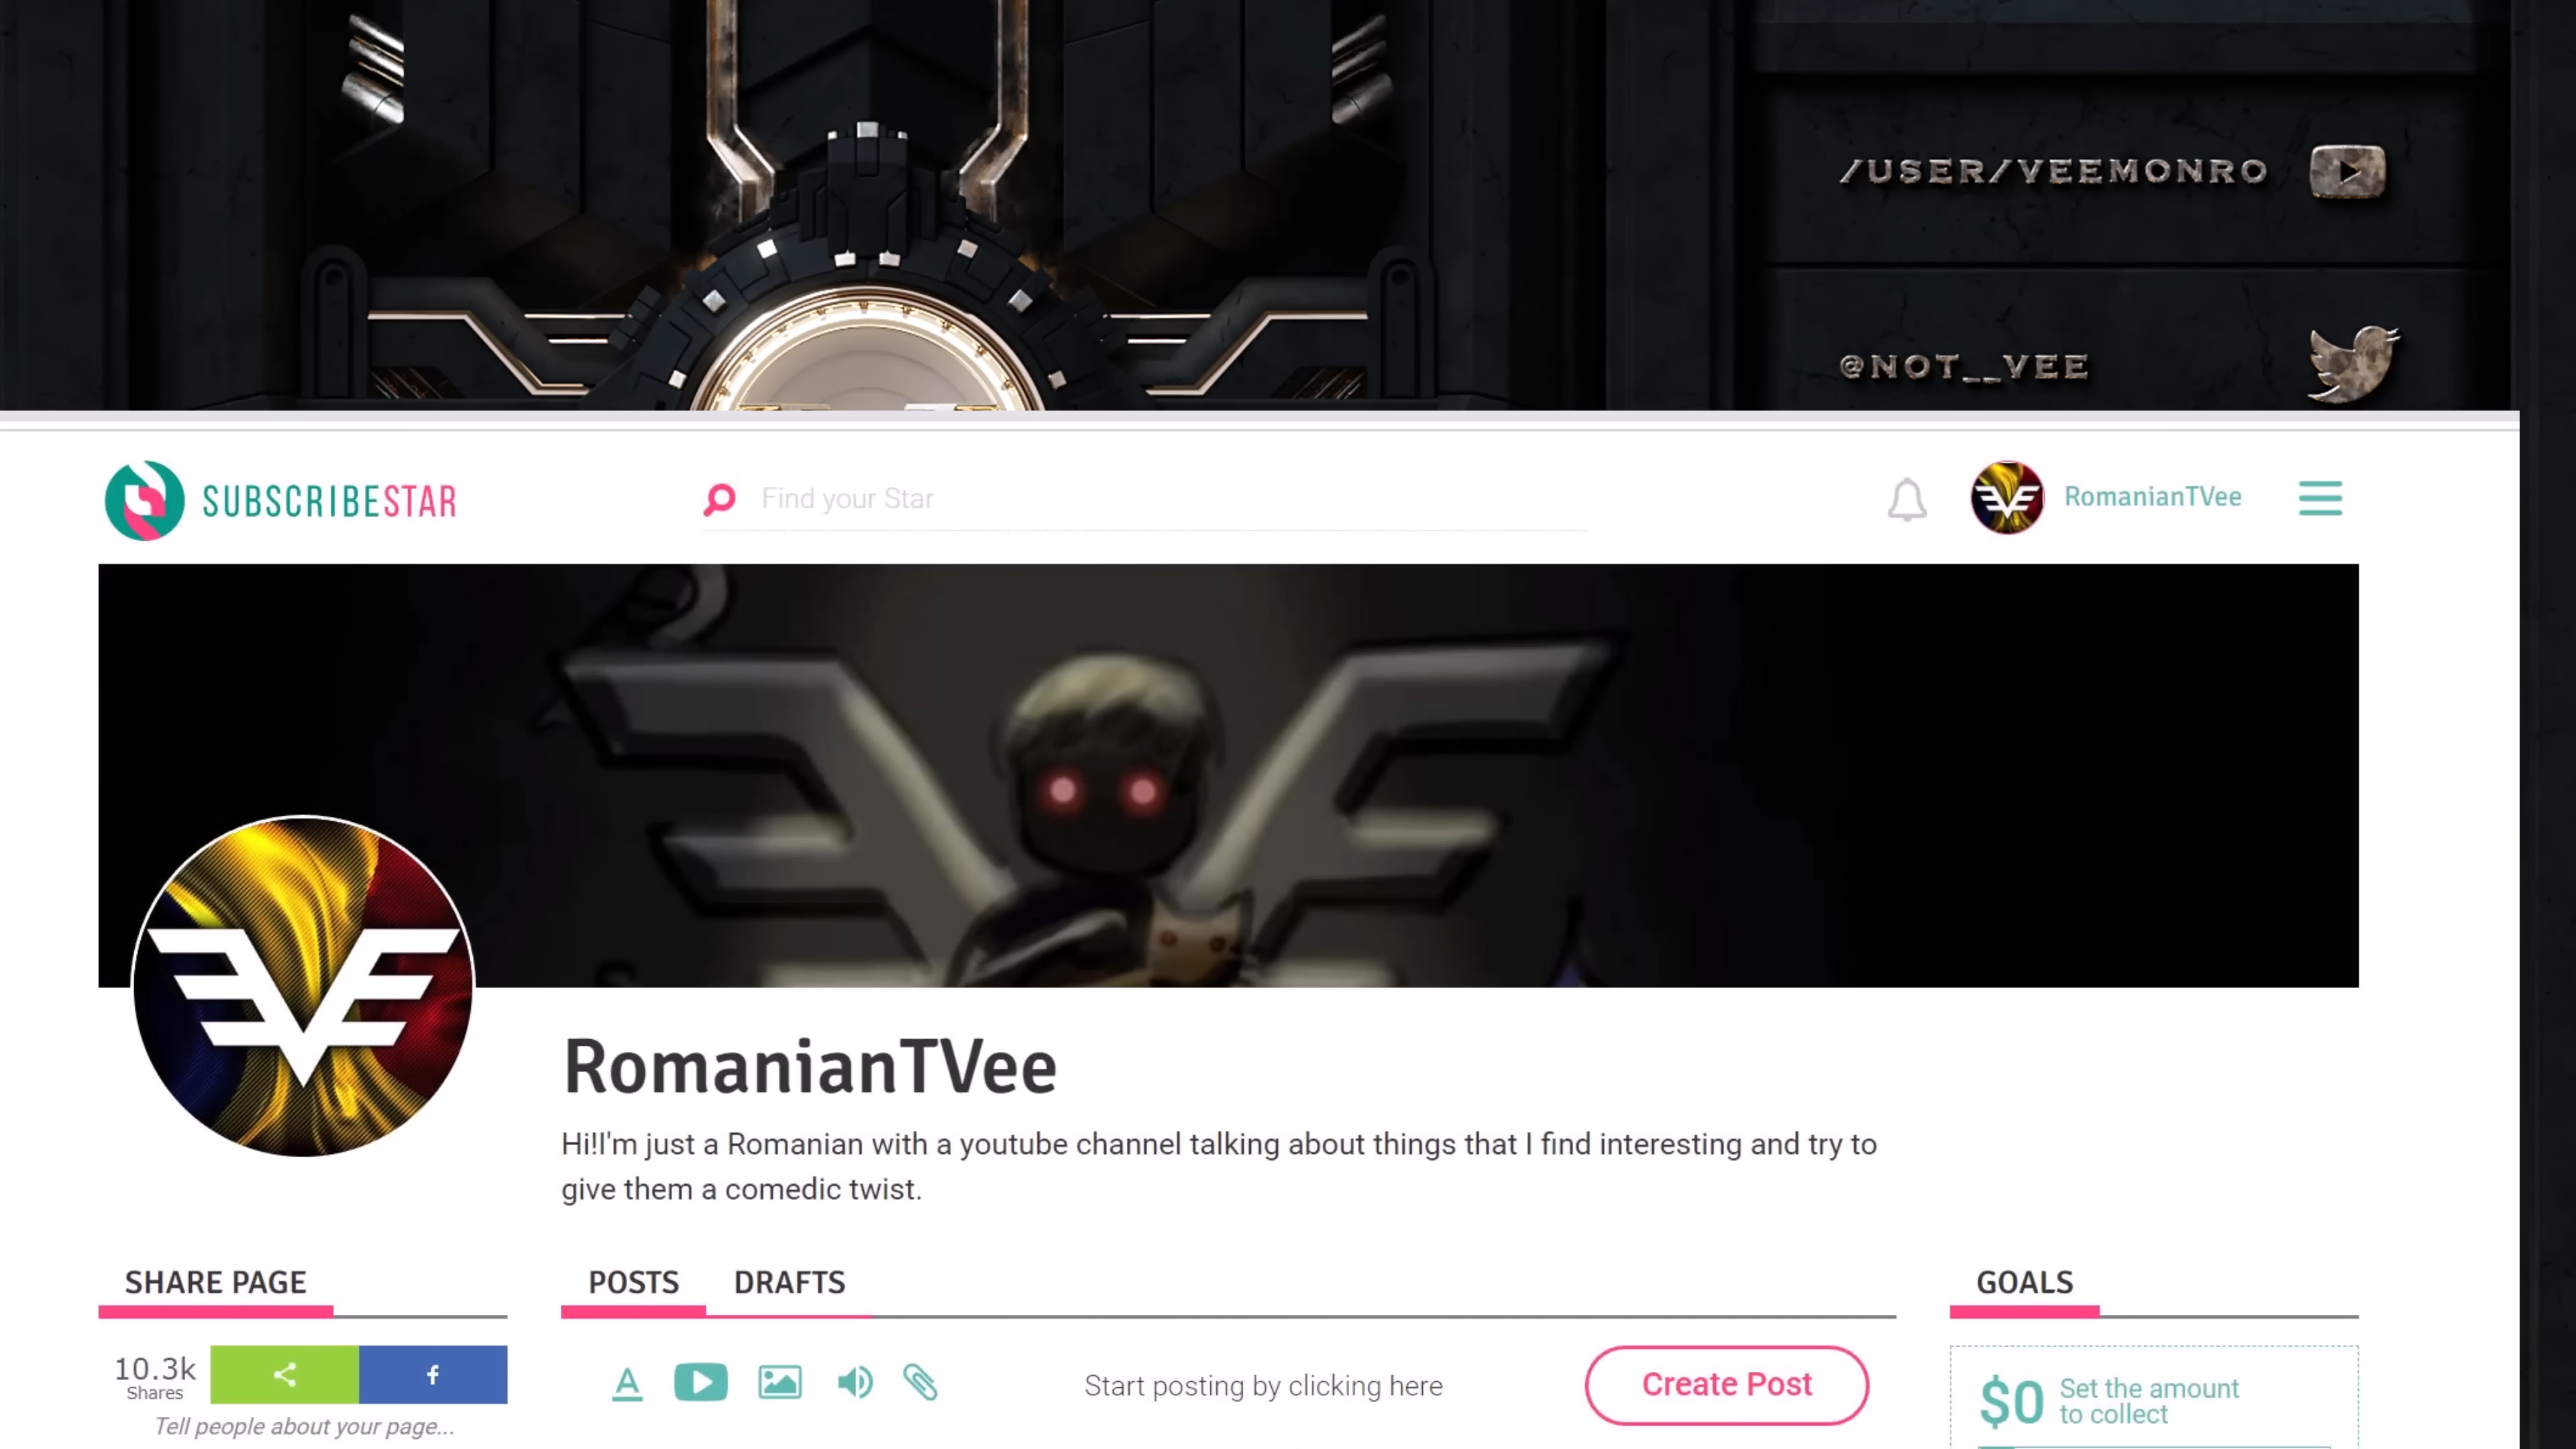 /USER/VEEMONRO
@NOT__VEE
SUBSCRIBESTAR
Find your Star
RomanianTVee
RomanianTVee
Hi!I'm just a Romanian with a youtube channel talking about things that I find interesting and try to
give them a comedic twist.
SHARE PAGE
POSTS DRAFTS
GOALS
10.3k
Shares
f
Tell people about your page...
A
Start posting by clicking here
Create Post
$0
Set the amount
to collect